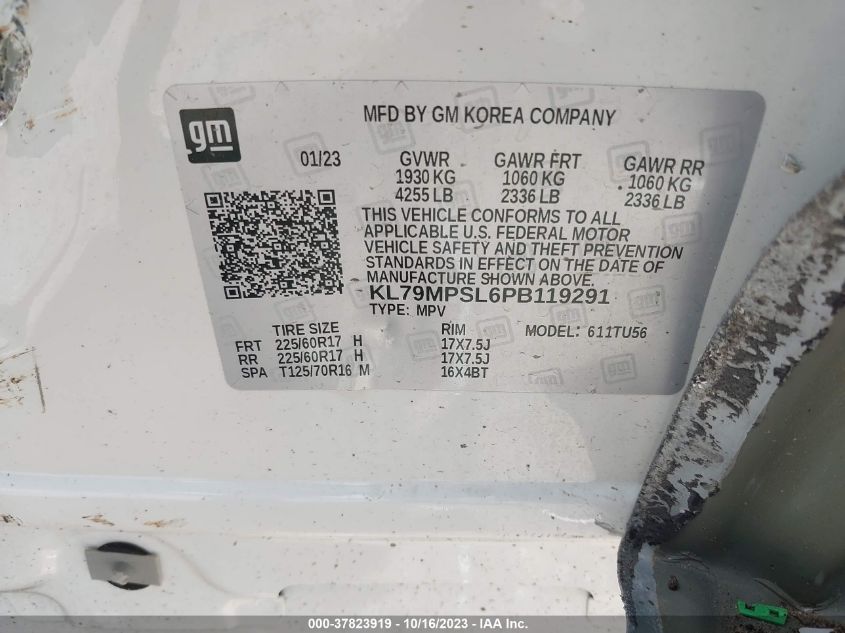 gm
MFD BY GM KOREA COMPANY
01/23
GVWR GAWR FRT GAWR RR
1930 KG 1060 KG 1060 KG
4255 LB 2336 LB 2336 LB
THIS VEHICLE CONFORMS TO ALL
APPLICABLE U.S. FEDERAL MOTOR
VEHICLE SAFETY AND THEFT PREVENTION
STANDARDS IN EFFECT ON THE DATE OF
MANUFACTURE SHOWN ABOVE.
KL79MPSL6PB119291
TYPE: MPV
TIRE SIZE RIM MODEL: 611TU56
FRT 225/60R17 H 17X7.5J
RR 225/60R17 H 17X7.5J
SPA T125/70R16 M 16X4BT
000-37823919 - 10/16/2023 - IAAI.com